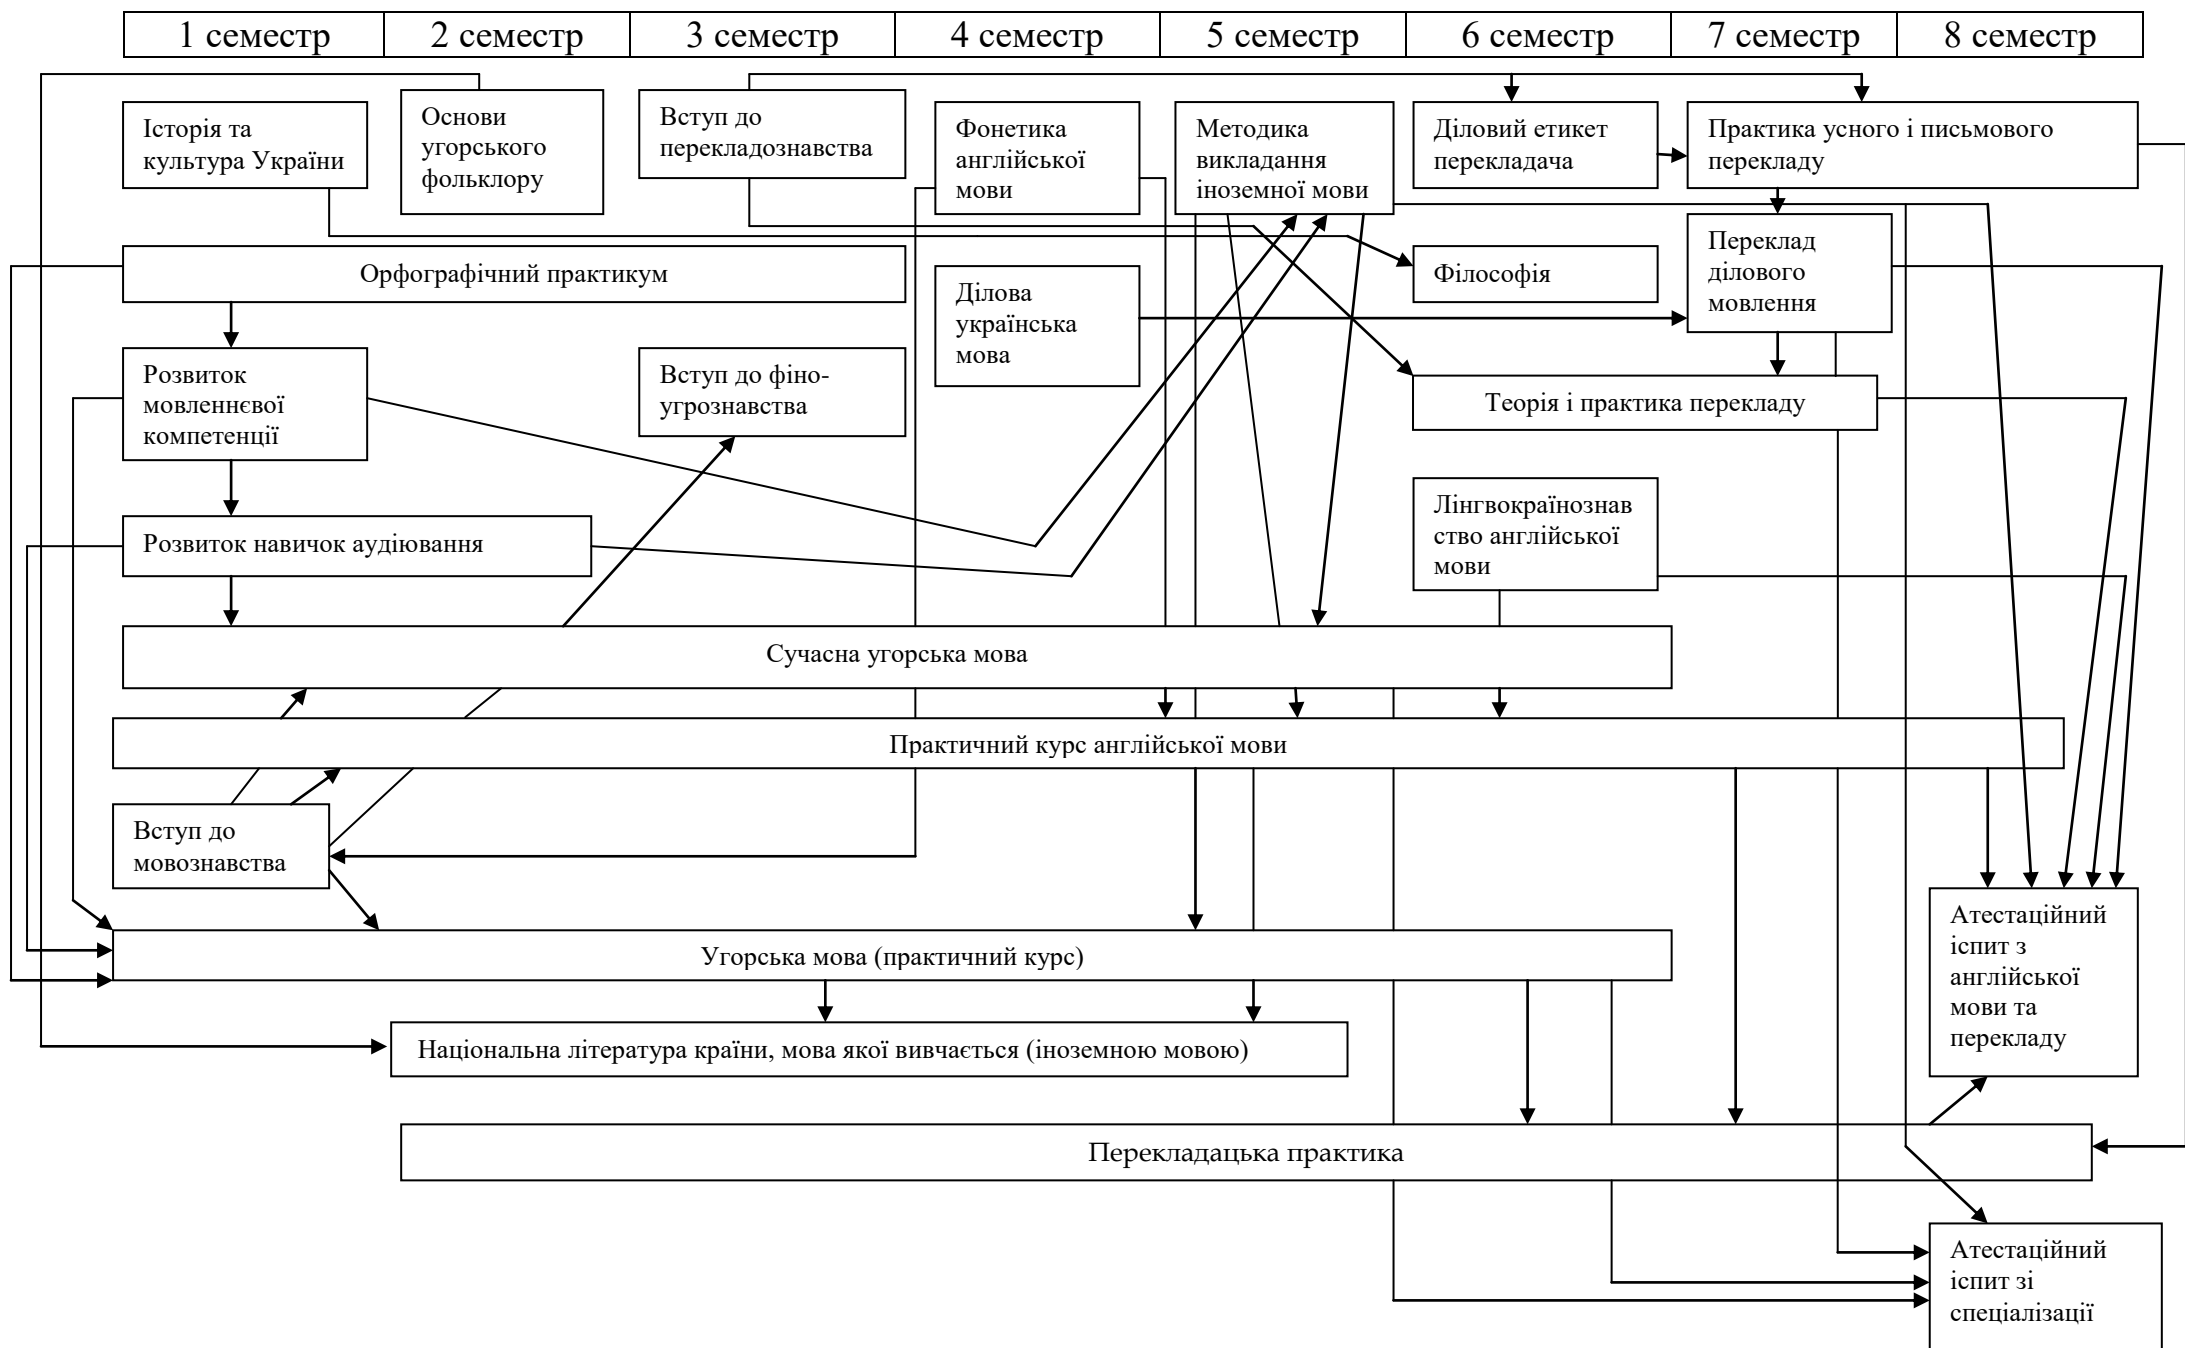 1 семестр
2 семестр
3 семестр
4 семестр
5 семестр
6 семестр
7 семестр
8 семестр
Історія та
культура України
Основи
угорського
фольклору
Вступ до
перекладознавства
Фонетика
англійської
мови
Методика
викладання
іноземної мови
Діловий етикет
перекладача
Практика усного і письмового
перекладу
Орфографічний практикум
Ділова
українська
мова
Філософія
Переклад
ділового
мовлення
Розвиток
мовленнєвої
компетенції
Вступ до фіно-
угрознавства
Теорія і практика перекладу
Розвиток навичок аудіювання
Лінгвокраїнознав
ство англійської
мови
Сучасна угорська мова
Практичний курс англійської мови
Вступ до
мовознавства
Угорська мова (практичний курс)
Атестаційний
іспит з
англійської
мови та
перекладу
Національна література країни, мова якої вивчається (іноземною мовою)
Перекладацька практика
Атестаційний
іспит зі
спеціалізації